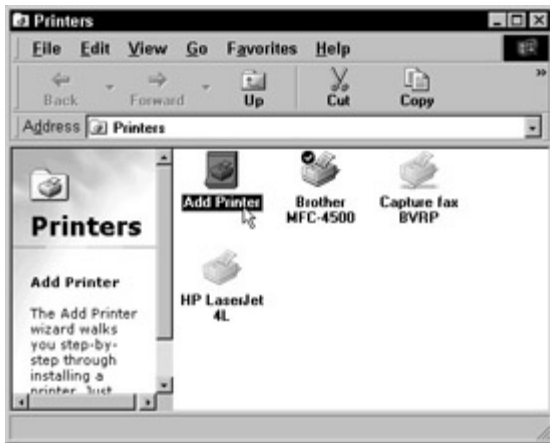 Printers
File Edit View Go Favorites Help
Back Forward Up Cut Copy »
Address Printers
Printers
Add Printer
The Add Printer
wizard walks
you step-by-
step through
installing a
printer. Just
Add Printer
Brother
MFC-4500
Capture fax
BVRP
HP LaserJet
4L